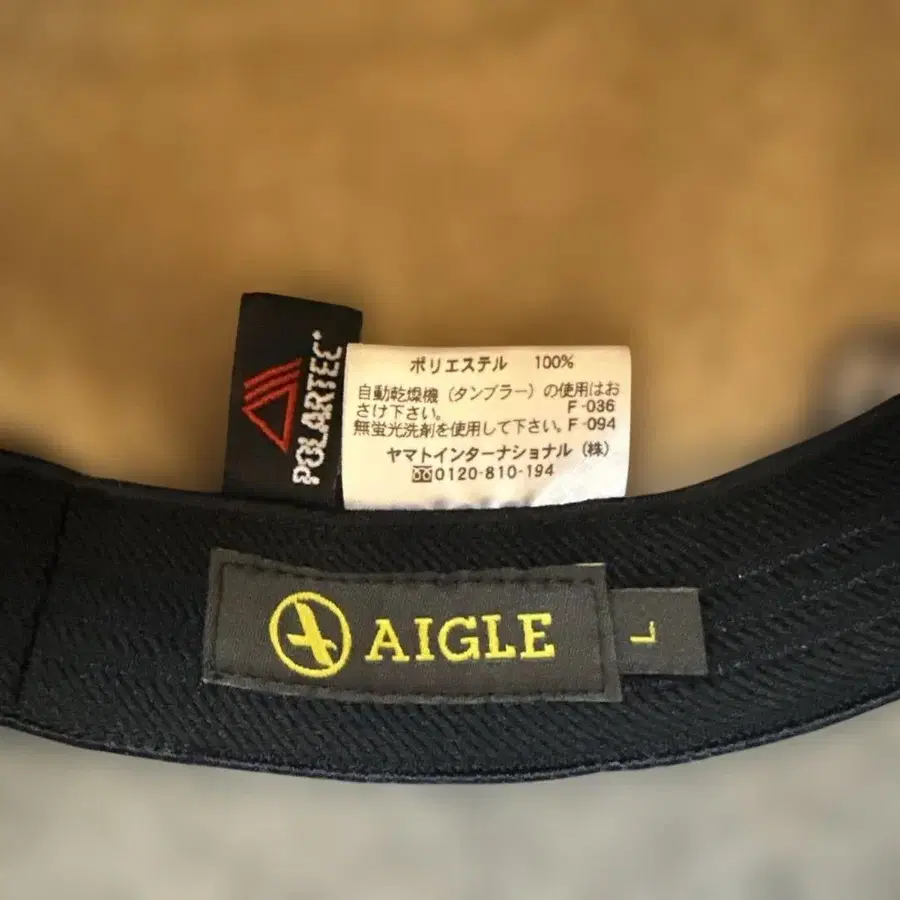 POLARTEC
ポリエステル 100%
自動乾燥機（タンブラー）の使用はお
さけ下さい。 F-036
無蛍光洗剤を使用して下さい。F-094
ヤマトインターナショナル（株）
0120-810-194
AIGLE
L